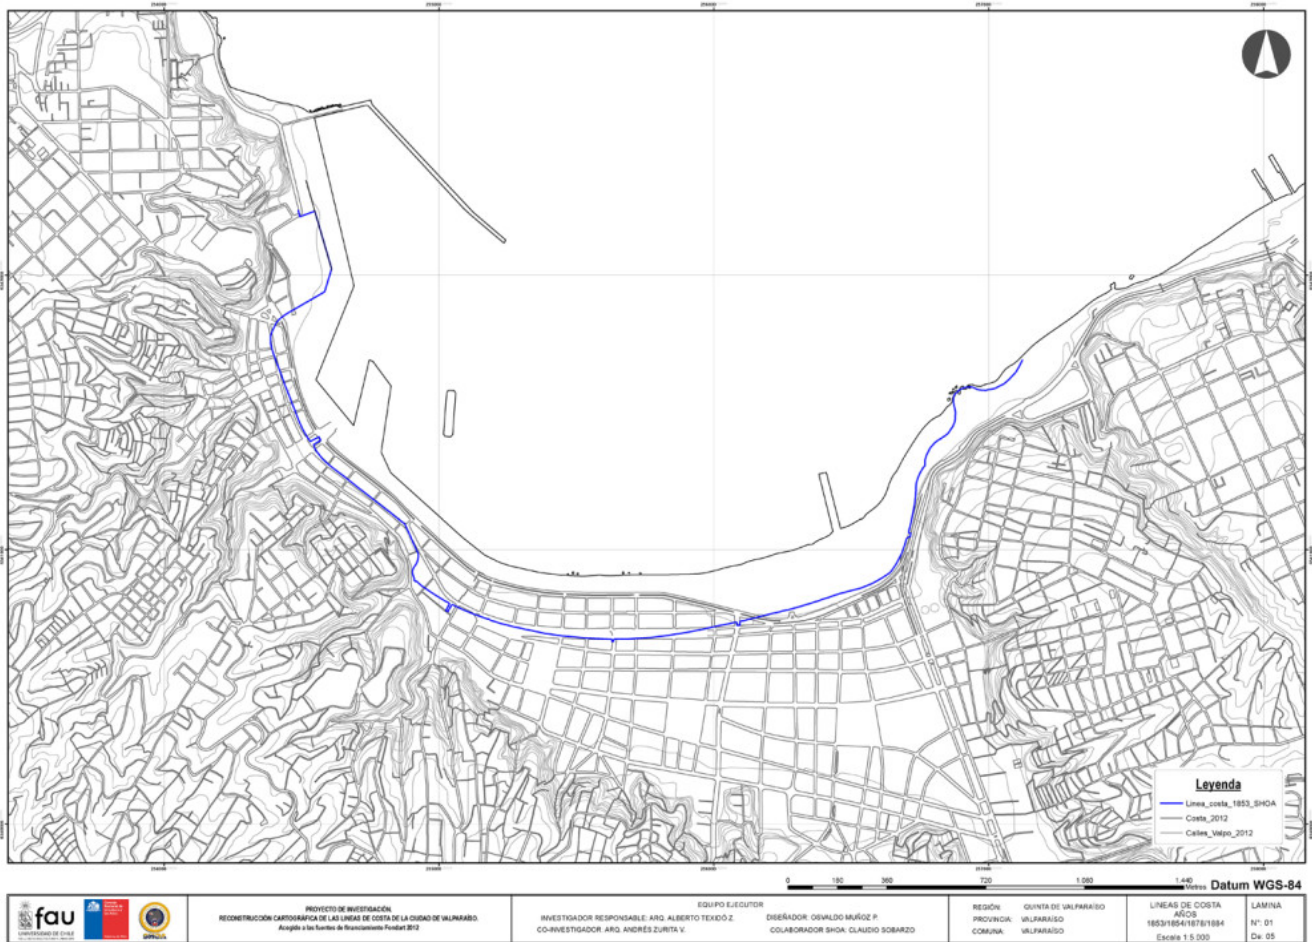 Leyenda
Linea_costa_1853_SHOA
Costa_2012
Calles_Valpo_2012
0 180 360 720 1.080 1.440
Metros
Datum WGS-84
fau
UNIVERSIDAD DE CHILE
PROYECTO DE INVESTIGACIÓN.
RECONSTRUCCIÓN CARTOGRÁFICA DE LAS LINEAS DE COSTA DE LA CIUDAD DE VALPARAÍSO.
Acogido a las fuentes de financiamiento Fondart 2012
EQUIPO EJECUTOR
INVESTIGADOR RESPONSABLE: ARQ. ALBERTO TEXIDÓ Z.
CO-INVESTIGADOR: ARQ. ANDRÉS ZURITA V.
DISEÑADOR: OSVALDO MUÑOZ P.
COLABORADOR SHOA: CLAUDIO SOBARZO
REGIÓN: QUINTA DE VALPARAÍSO
PROVINCIA: VALPARAÍSO
COMUNA: VALPARAÍSO
LINEAS DE COSTA
AÑOS
1853/1854/1878/1884
Escala 1:5.000
LAMINA
N°: 01
De: 05